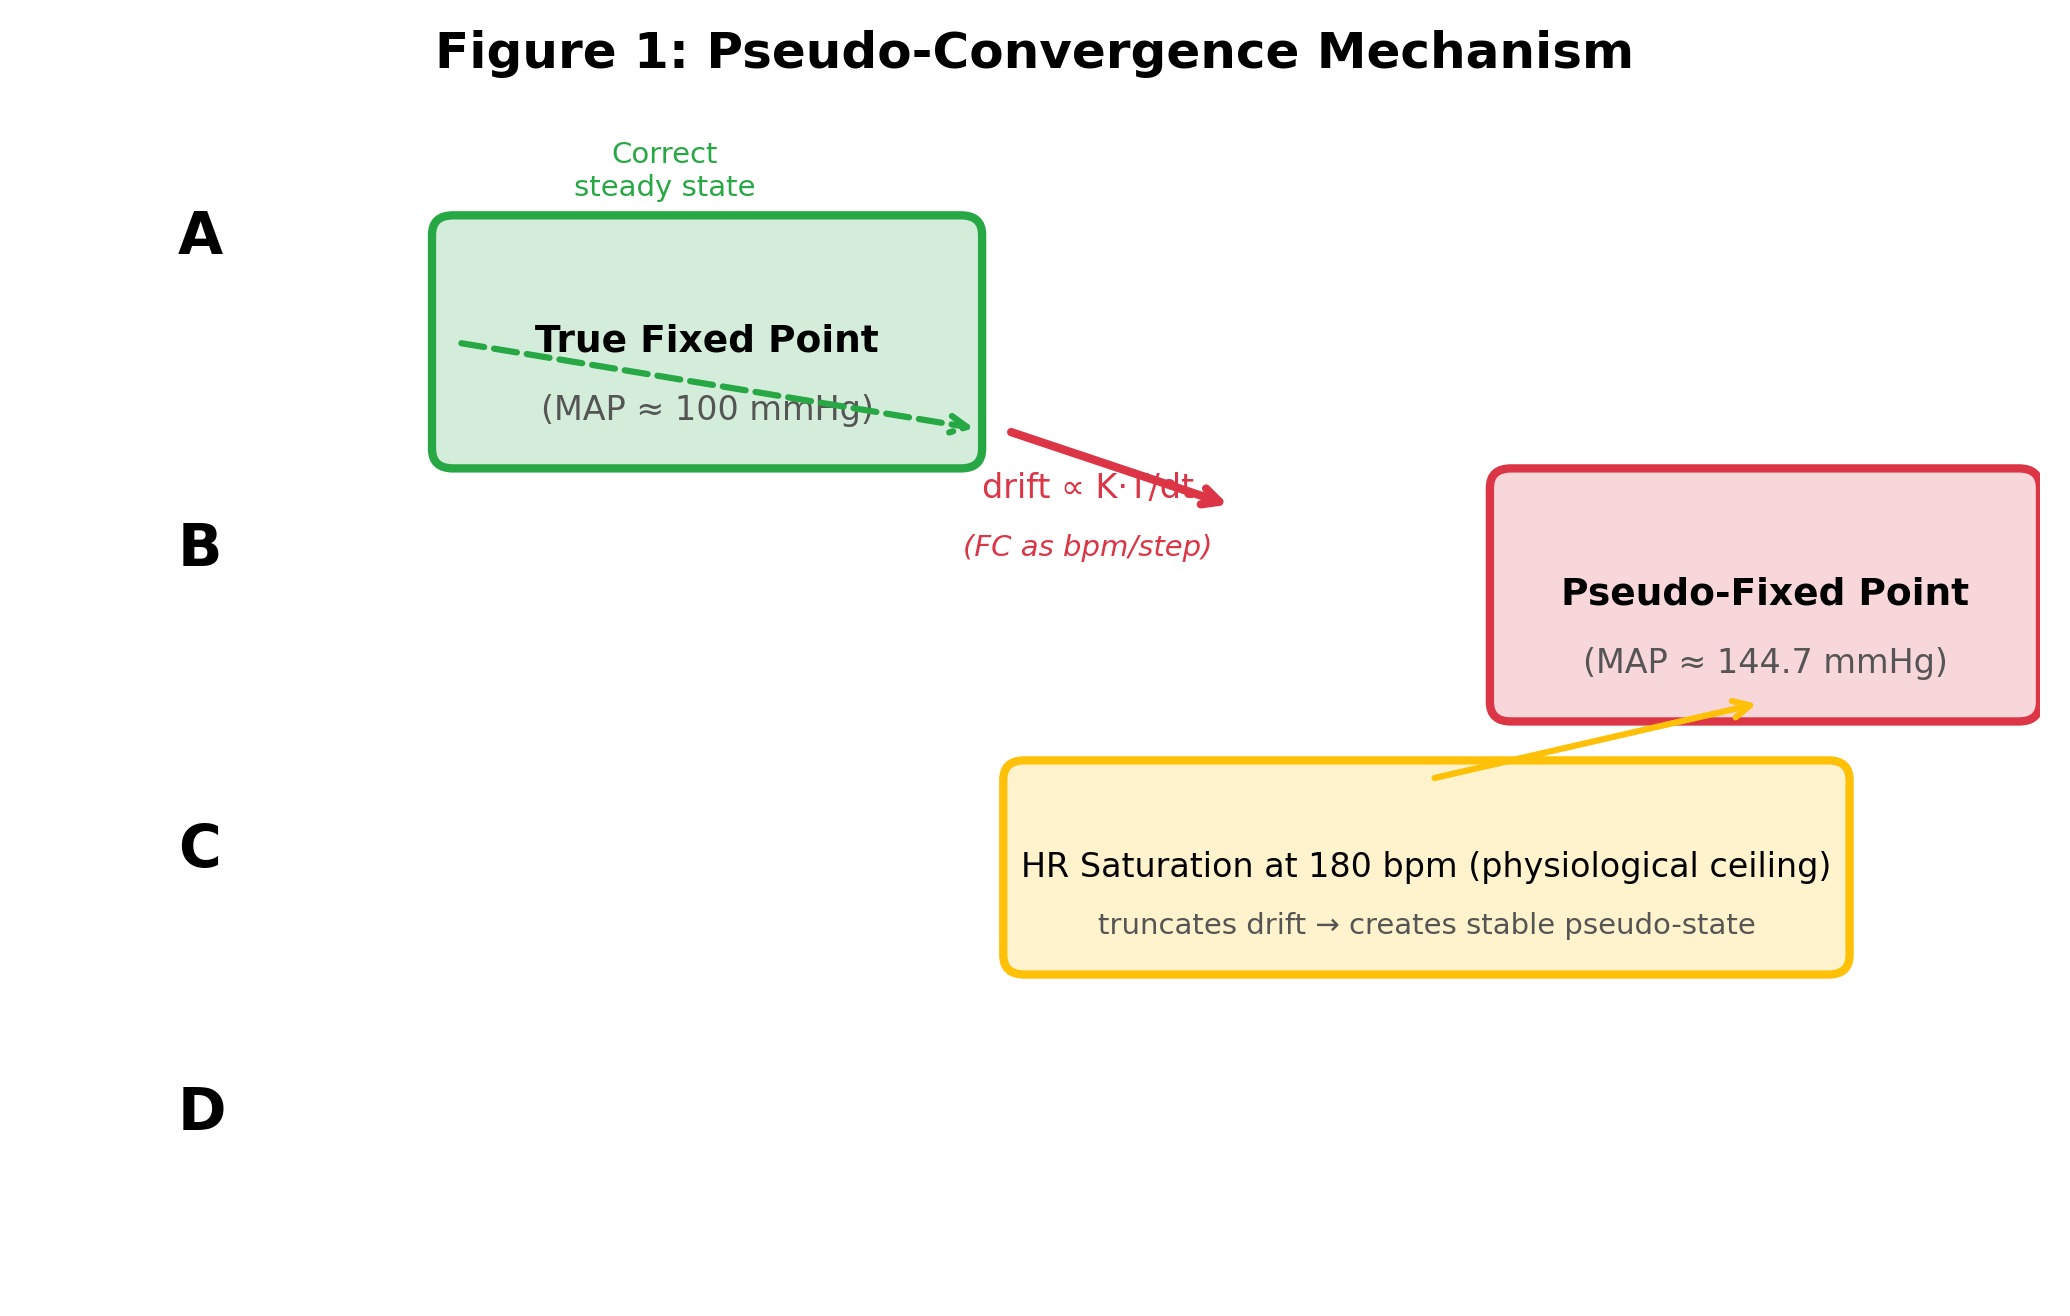 Figure 1: Pseudo-Convergence Mechanism
Correct
steady state
A
True Fixed Point
(MAP ≈ 100 mmHg)
drift ∝ K·T/dt
B
(FC as bpm/step)
Pseudo-Fixed Point
(MAP ≈ 144.7 mmHg)
C
HR Saturation at 180 bpm (physiological ceiling)
truncates drift → creates stable pseudo-state
D